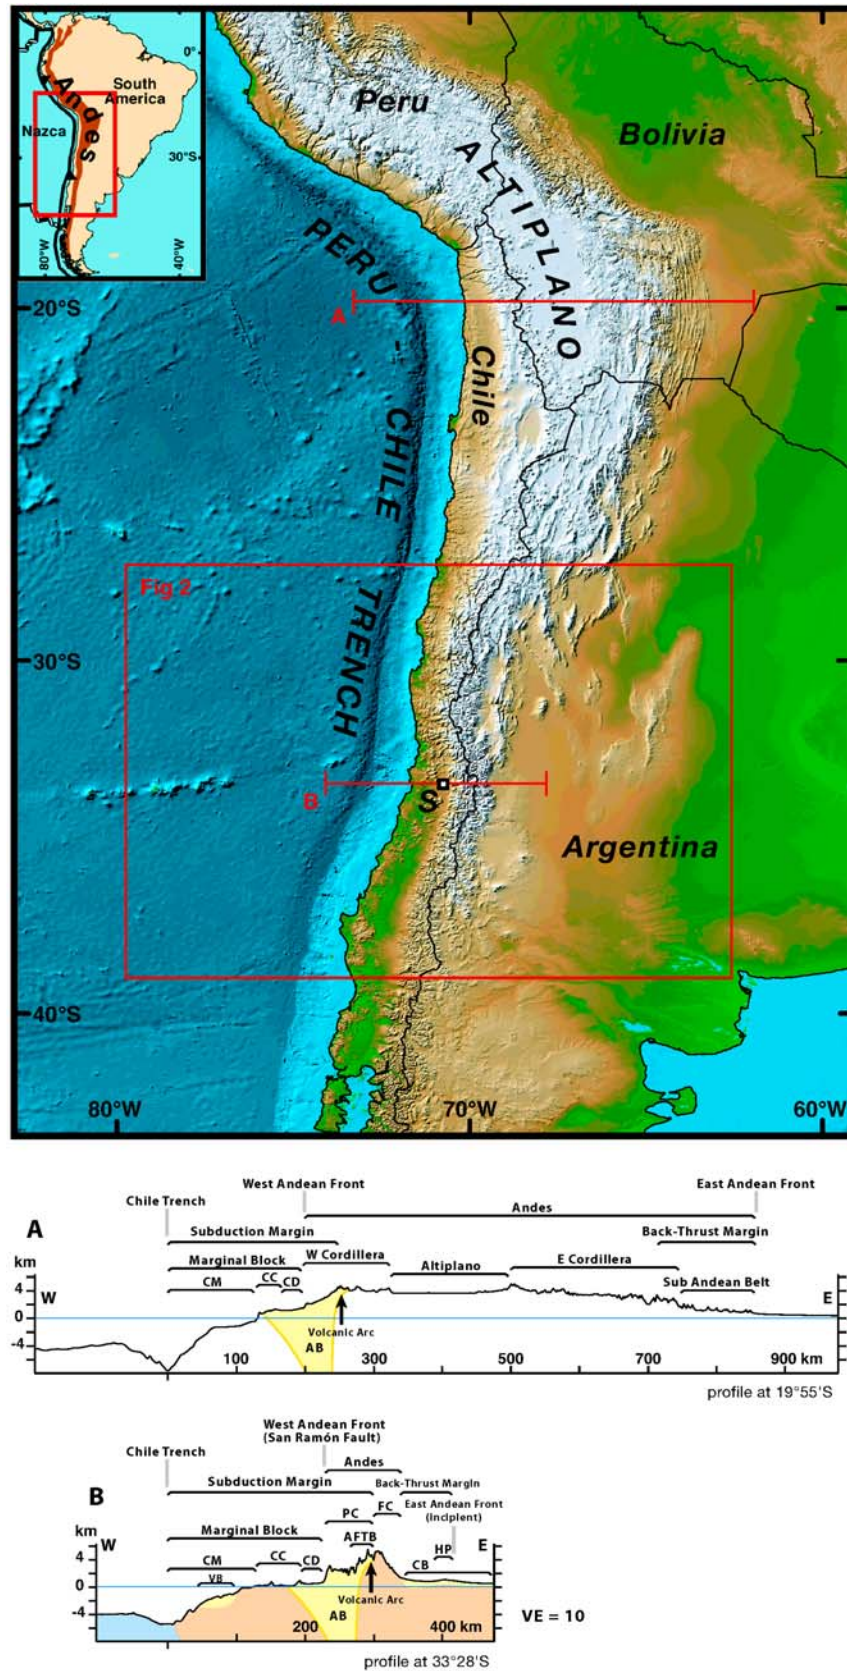 0°
South
America
Andes
Nazca
30°S
80°W
40°W
Peru
Bolivia
ALTIPLANO
PERU
-
CHILE
TRENCH
20°S
A
Chile
Fig 2
30°S
B
S
Argentina
40°S
80°W
70°W
60°W
West Andean Front
East Andean Front
Chile Trench
Andes
A
Subduction Margin
Back-Thrust Margin
km
Marginal Block
W Cordillera
E Cordillera
W
CM
CC
CD
Altiplano
Sub Andean Belt
E
4
0
-4
Volcanic Arc
AB
100
300
500
700
900 km
profile at 19°55'S
West Andean Front
(San Ramón Fault)
Chile Trench
Andes
B
Subduction Margin
Back-Thrust Margin
km
W
PC
FC
East Andean Front
(Incipient)
Marginal Block
AFTB
HP
E
CM
CC
CD
CB
VB
4
0
-4
Volcanic Arc
AB
200
400 km
VE = 10
profile at 33°28'S